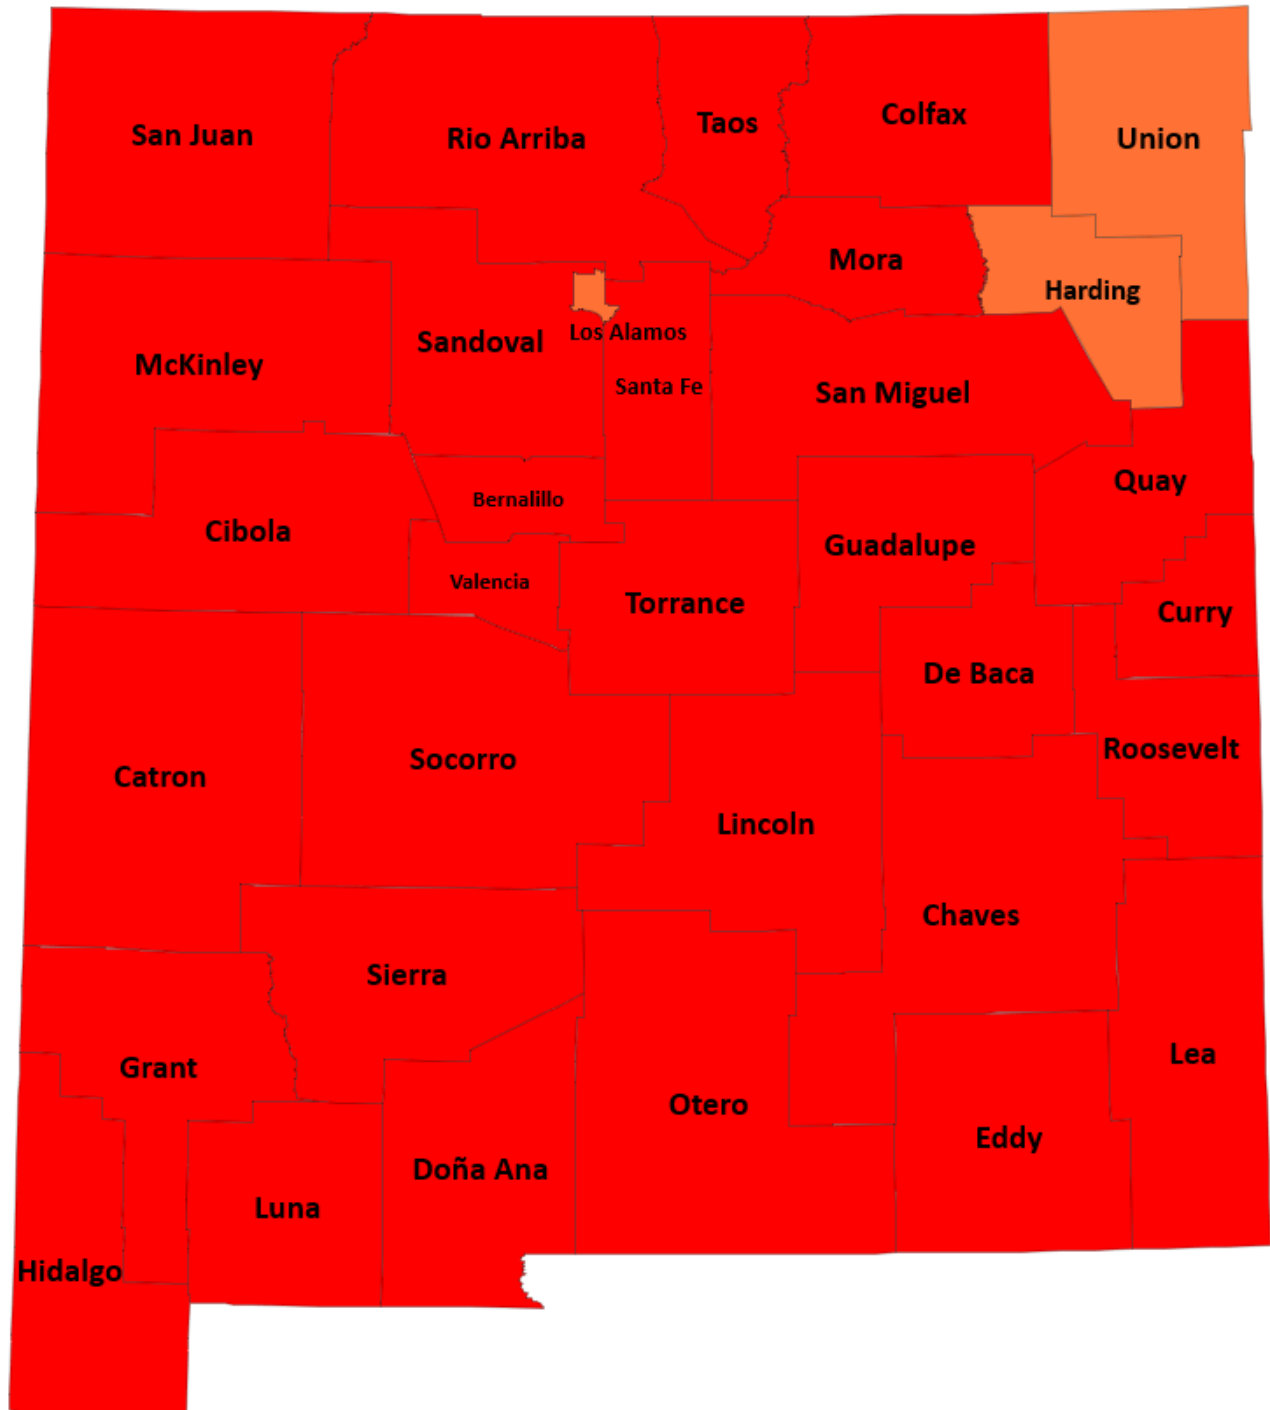 San Juan
Rio Arriba
Taos
Colfax
Union
Mora
Harding
McKinley
Sandoval
Los Alamos
Santa Fe
San Miguel
Quay
Cibola
Bernalillo
Valencia
Torrance
Guadalupe
Curry
De Baca
Roosevelt
Catron
Socorro
Lincoln
Chaves
Sierra
Grant
Otero
Lea
Eddy
Doña Ana
Luna
Hidalgo